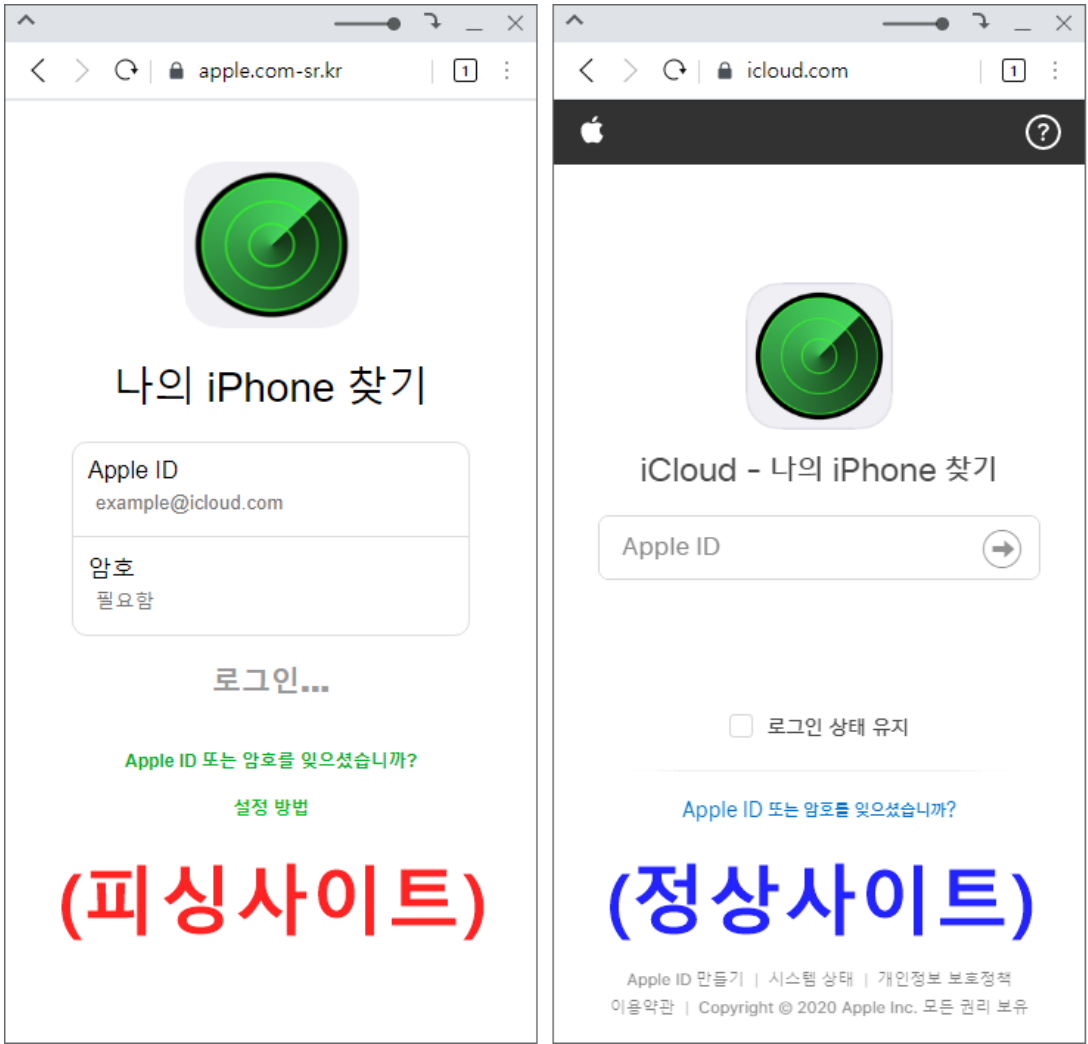 apple.com-sr.kr
1
나의 iPhone 찾기
Apple ID
example@icloud.com
암호
필요함
로그인...
Apple ID 또는 암호를 잊으셨습니까?
설정 방법
(피싱사이트)
icloud.com
1
?
iCloud - 나의 iPhone 찾기
Apple ID
로그인 상태 유지
Apple ID 또는 암호를 잊으셨습니까?
(정상사이트)
Apple ID 만들기 | 시스템 상태 | 개인정보 보호정책
이용약관 | Copyright © 2020 Apple Inc. 모든 권리 보유